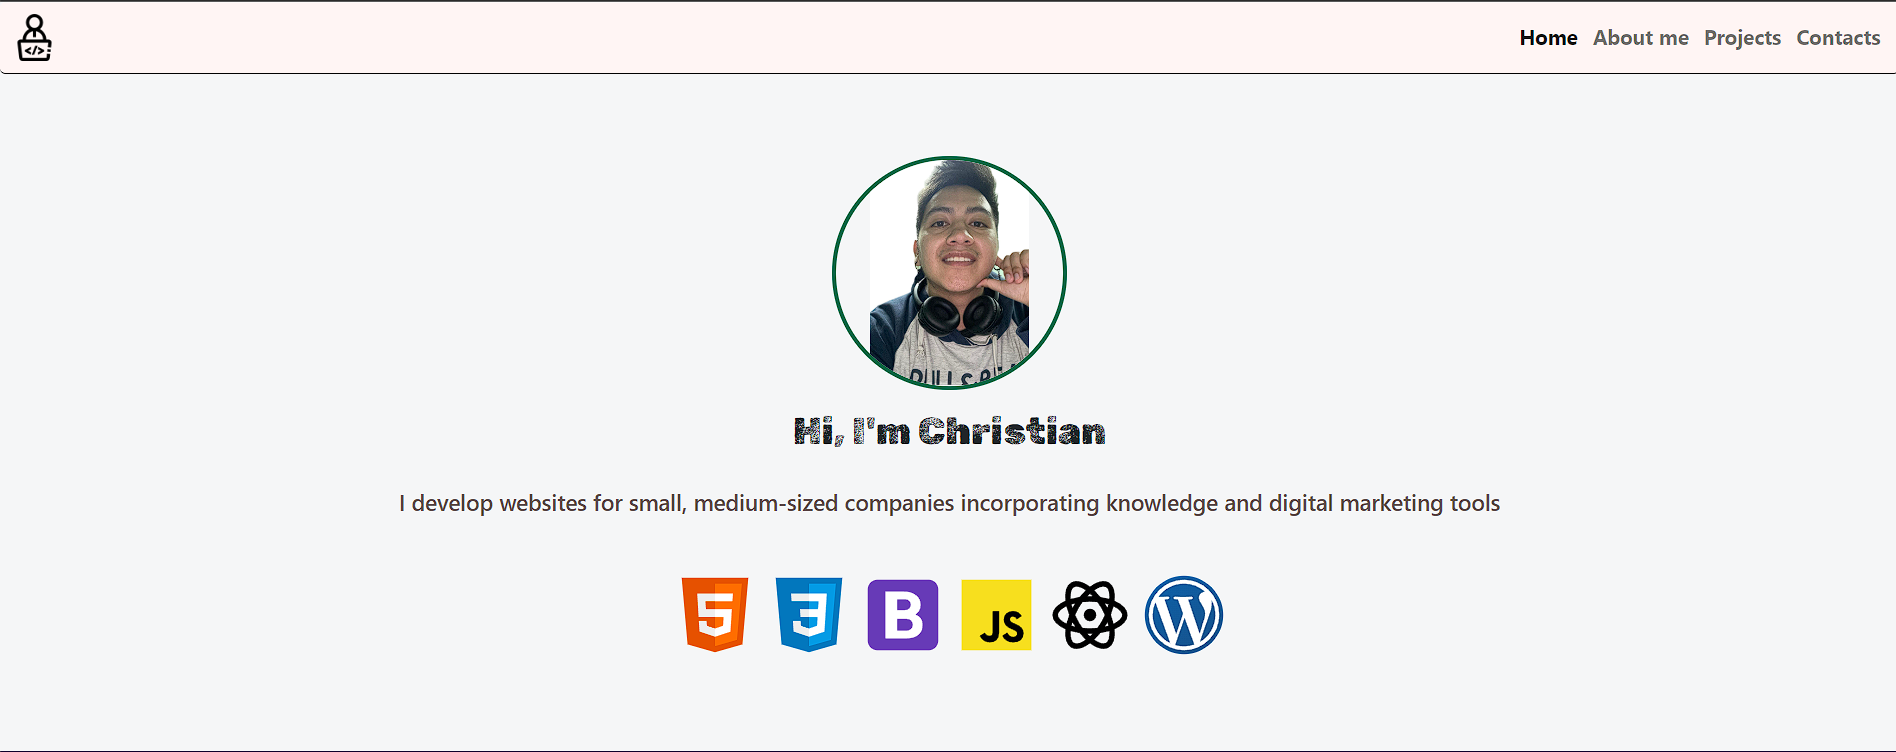 Home About me Projects Contacts
Hi, I'm Christian
I develop websites for small, medium-sized companies incorporating knowledge and digital marketing tools
5 3 B JS W